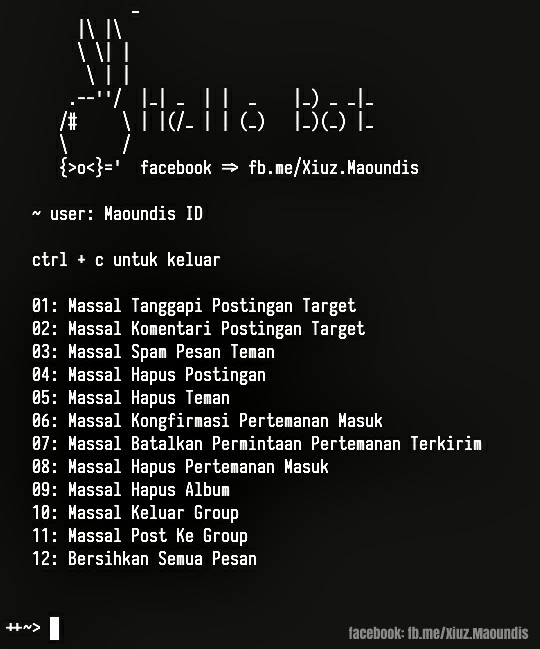 Hello Bot
facebook => fb.me/Xiuz.Maoundis
~ user: Maoundis ID
ctrl + c untuk keluar
01: Massal Tanggapi Postingan Target
02: Massal Komentari Postingan Target
03: Massal Spam Pesan Teman
04: Massal Hapus Postingan
05: Massal Hapus Teman
06: Massal Kongfirmasi Pertemanan Masuk
07: Massal Batalkan Permintaan Pertemanan Terkirim
08: Massal Hapus Pertemanan Masuk
09: Massal Hapus Album
10: Massal Keluar Group
11: Massal Post Ke Group
12: Bersihkan Semua Pesan
++~>
facebook: fb.me/Xiuz.Maoundis